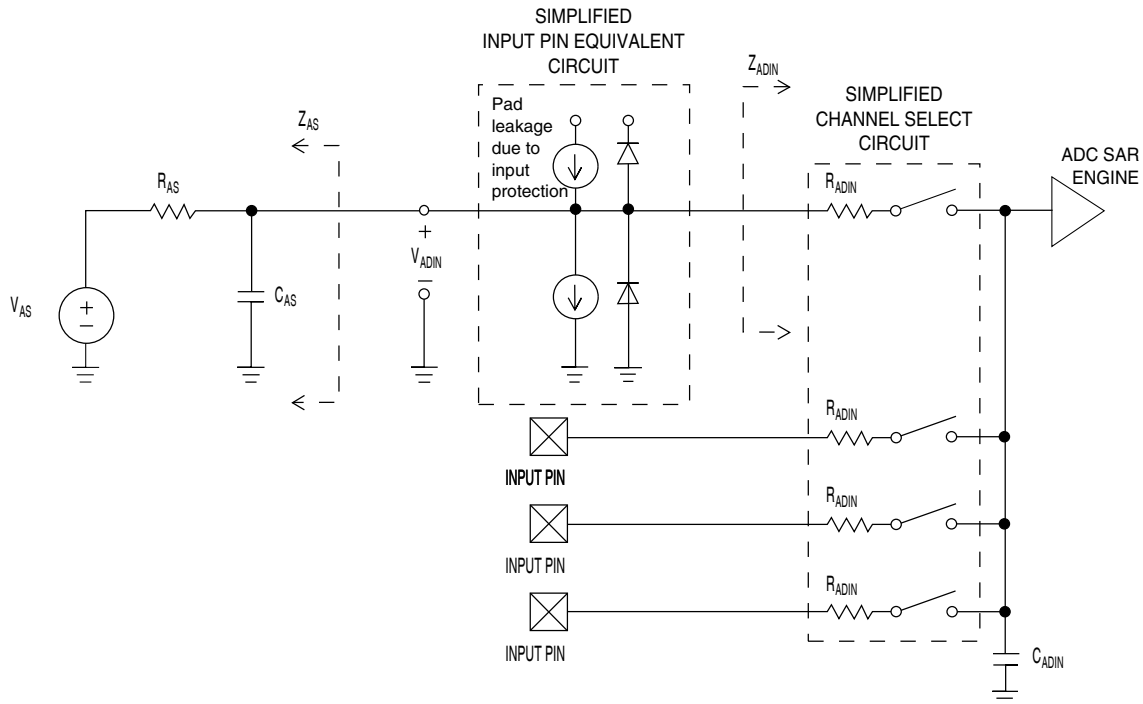 SIMPLIFIED
INPUT PIN EQUIVALENT
CIRCUIT
Pad
leakage
due to
input
protection
Z_AS
Z_ADIN
SIMPLIFIED
CHANNEL SELECT
CIRCUIT
ADC SAR
ENGINE
R_AS
R_ADIN
+
V_ADIN
–
C_AS
V_AS
+
–
R_ADIN
INPUT PIN
R_ADIN
INPUT PIN
R_ADIN
INPUT PIN
C_ADIN